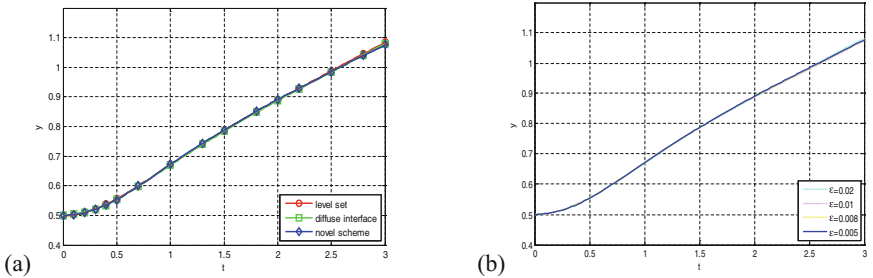 1.1
1
0.9
0.8
0.7
0.6
0.5
0.4
y
0 0.5 1 1.5 2 2.5 3
t
level set
diffuse interface
novel scheme
(a)
1.1
1
0.9
0.8
0.7
0.6
0.5
0.4
y
0 0.5 1 1.5 2 2.5 3
t
ε=0.02
ε=0.01
ε=0.008
ε=0.005
(b)